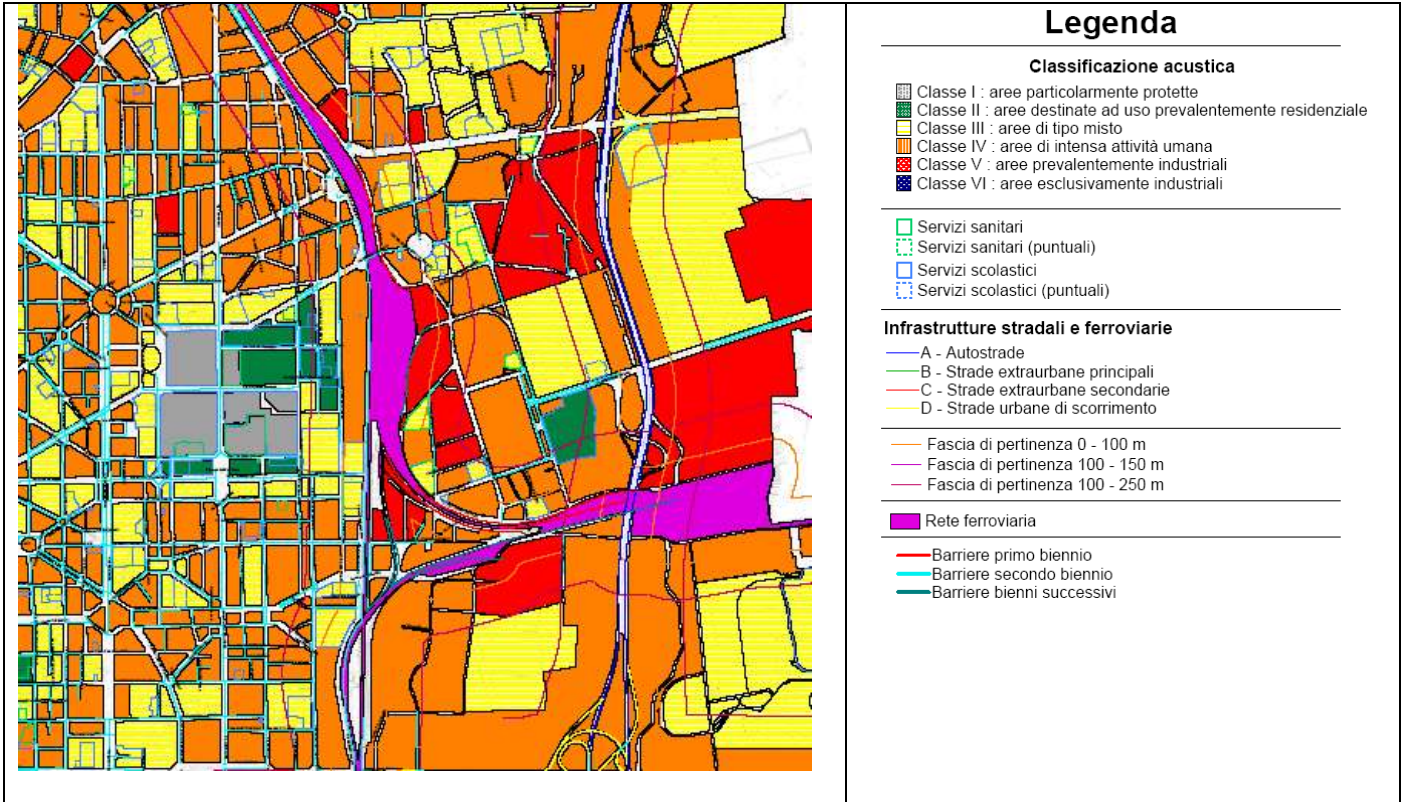 Legenda
Classificazione acustica
Classe I : aree particolarmente protette
Classe II : aree destinate ad uso prevalentemente residenziale
Classe III : aree di tipo misto
Classe IV : aree di intensa attività umana
Classe V : aree prevalentemente industriali
Classe VI : aree esclusivamente industriali
Servizi sanitari
Servizi sanitari (puntuali)
Servizi scolastici
Servizi scolastici (puntuali)
Infrastrutture stradali e ferroviarie
A - Autostrade
B - Strade extraurbane principali
C - Strade extraurbane secondarie
D - Strade urbane di scorrimento
Fascia di pertinenza 0 - 100 m
Fascia di pertinenza 100 - 150 m
Fascia di pertinenza 100 - 250 m
Rete ferroviaria
Barriere primo biennio
Barriere secondo biennio
Barriere bienni successivi